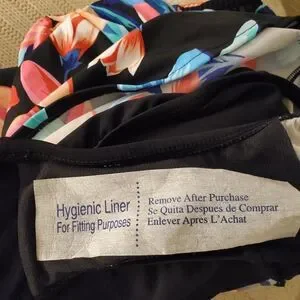 Hygienic Liner
For Fitting Purposes
Remove After Purchase
Se Quita Despues de Comprar
Enlever Apres L'Achat